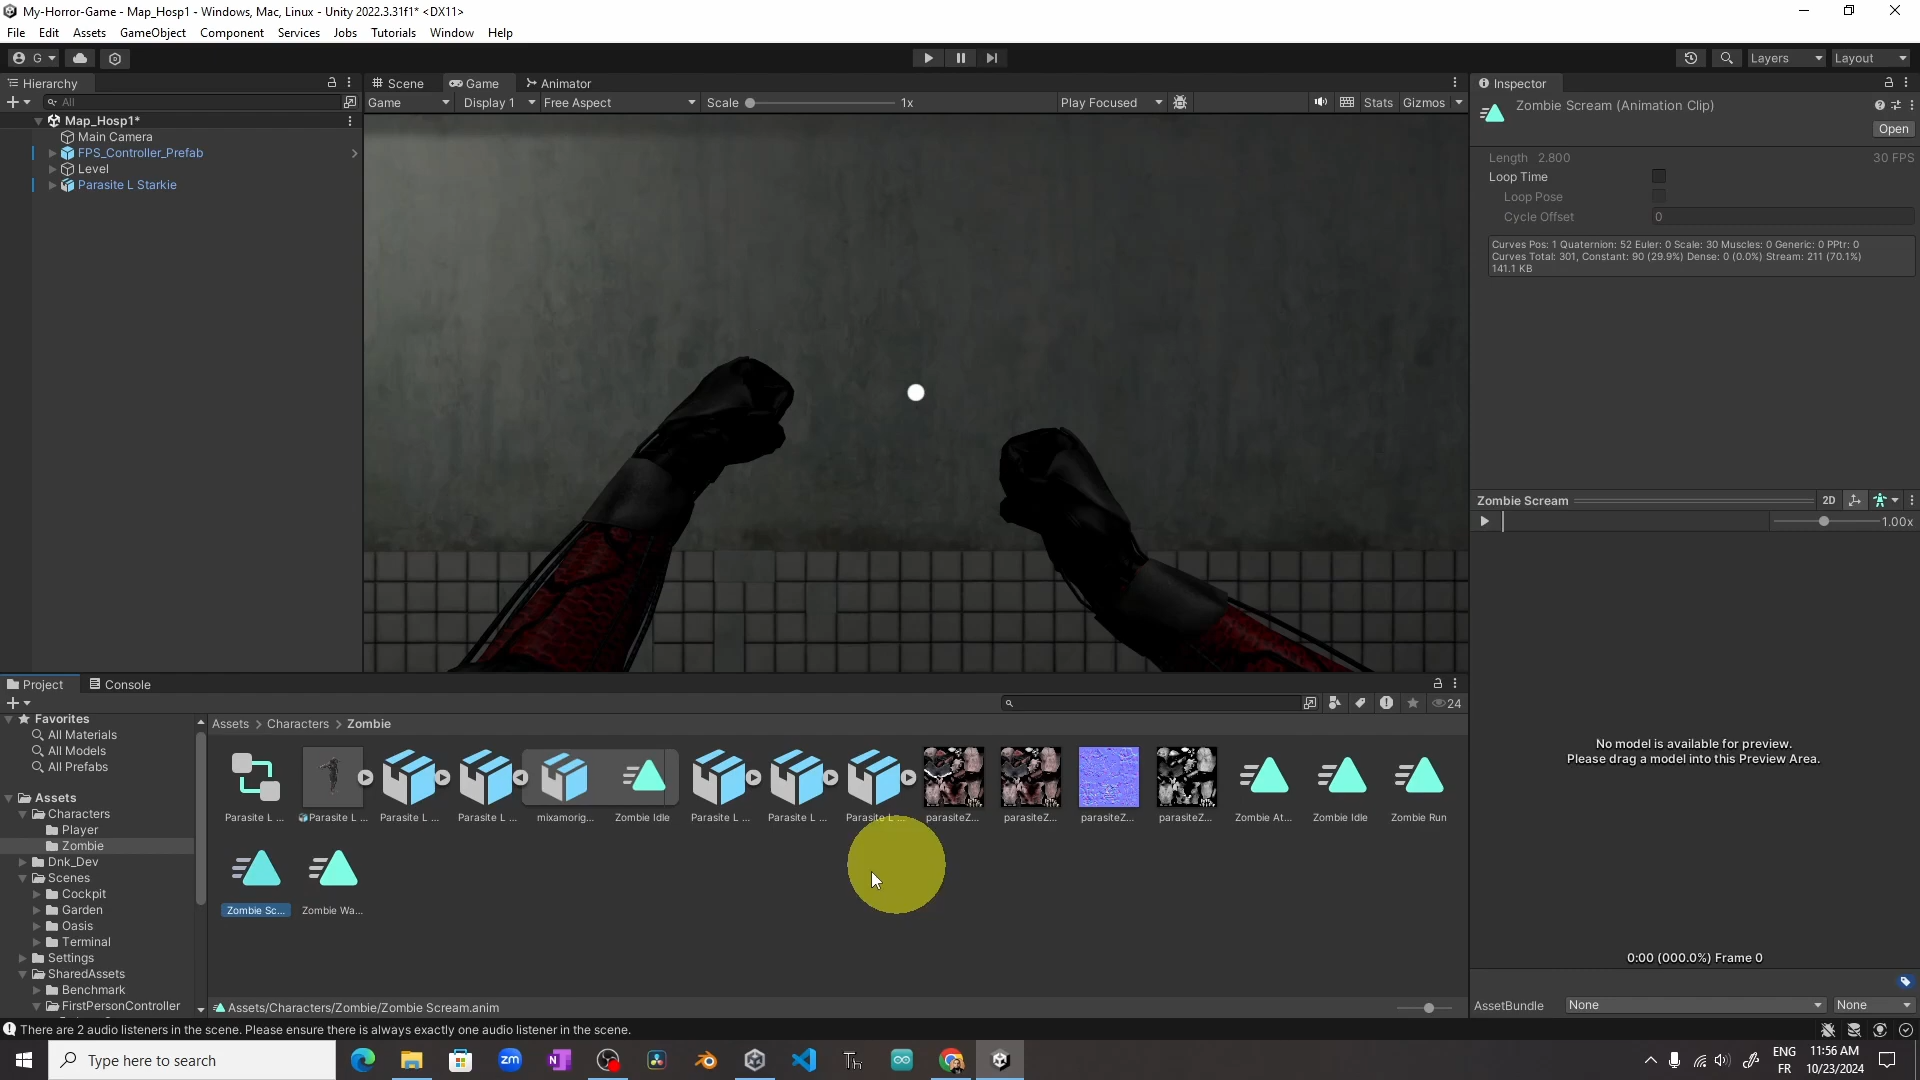 My-Horror-Game - Map_Hosp1 - Windows, Mac, Linux - Unity 2022.3.31f1* <DX11>
File Edit Assets GameObject Component Services Jobs Tutorials Window Help
G Layers Layout
Hierarchy
All
Map_Hosp1*
Main Camera
FPS_Controller_Prefab
Level
Parasite L Starkie
Scene Game Animator
Game Display 1 Free Aspect Scale 1x Play Focused Stats Gizmos
Inspector
Zombie Scream (Animation Clip)
Open
Length 2.800 30 FPS
Loop Time
Loop Pose
Cycle Offset 0
Curves Pos: 1 Quaternion: 52 Euler: 0 Scale: 30 Muscles: 0 Generic: 0 PPtr: 0
Curves Total: 301, Constant: 90 (29.9%) Dense: 0 (0.0%) Stream: 211 (70.1%)
141.1 KB
Zombie Scream 2D
1.00x
No model is available for preview.
Please drag a model into this Preview Area.
0:00 (000.0%) Frame 0
AssetBundle None None
Project Console
24
Favorites
All Materials
All Models
All Prefabs
Assets
Characters
Player
Zombie
Dnk_Dev
Scenes
Cockpit
Garden
Oasis
Terminal
Settings
SharedAssets
Benchmark
FirstPersonController
Assets > Characters > Zombie
Parasite L ... Parasite L ... Parasite L ... Parasite L ... mixamorig... Zombie Idle Parasite L ... Parasite L ... Parasite L ... parasiteZ... parasiteZ... parasiteZ... parasiteZ... Zombie At... Zombie Idle Zombie Run
Zombie Sc... Zombie Wa...
Assets/Characters/Zombie/Zombie Scream.anim
There are 2 audio listeners in the scene. Please ensure there is always exactly one audio listener in the scene.
Type here to search
zm
N
Th
ENG
FR
11:56 AM
10/23/2024